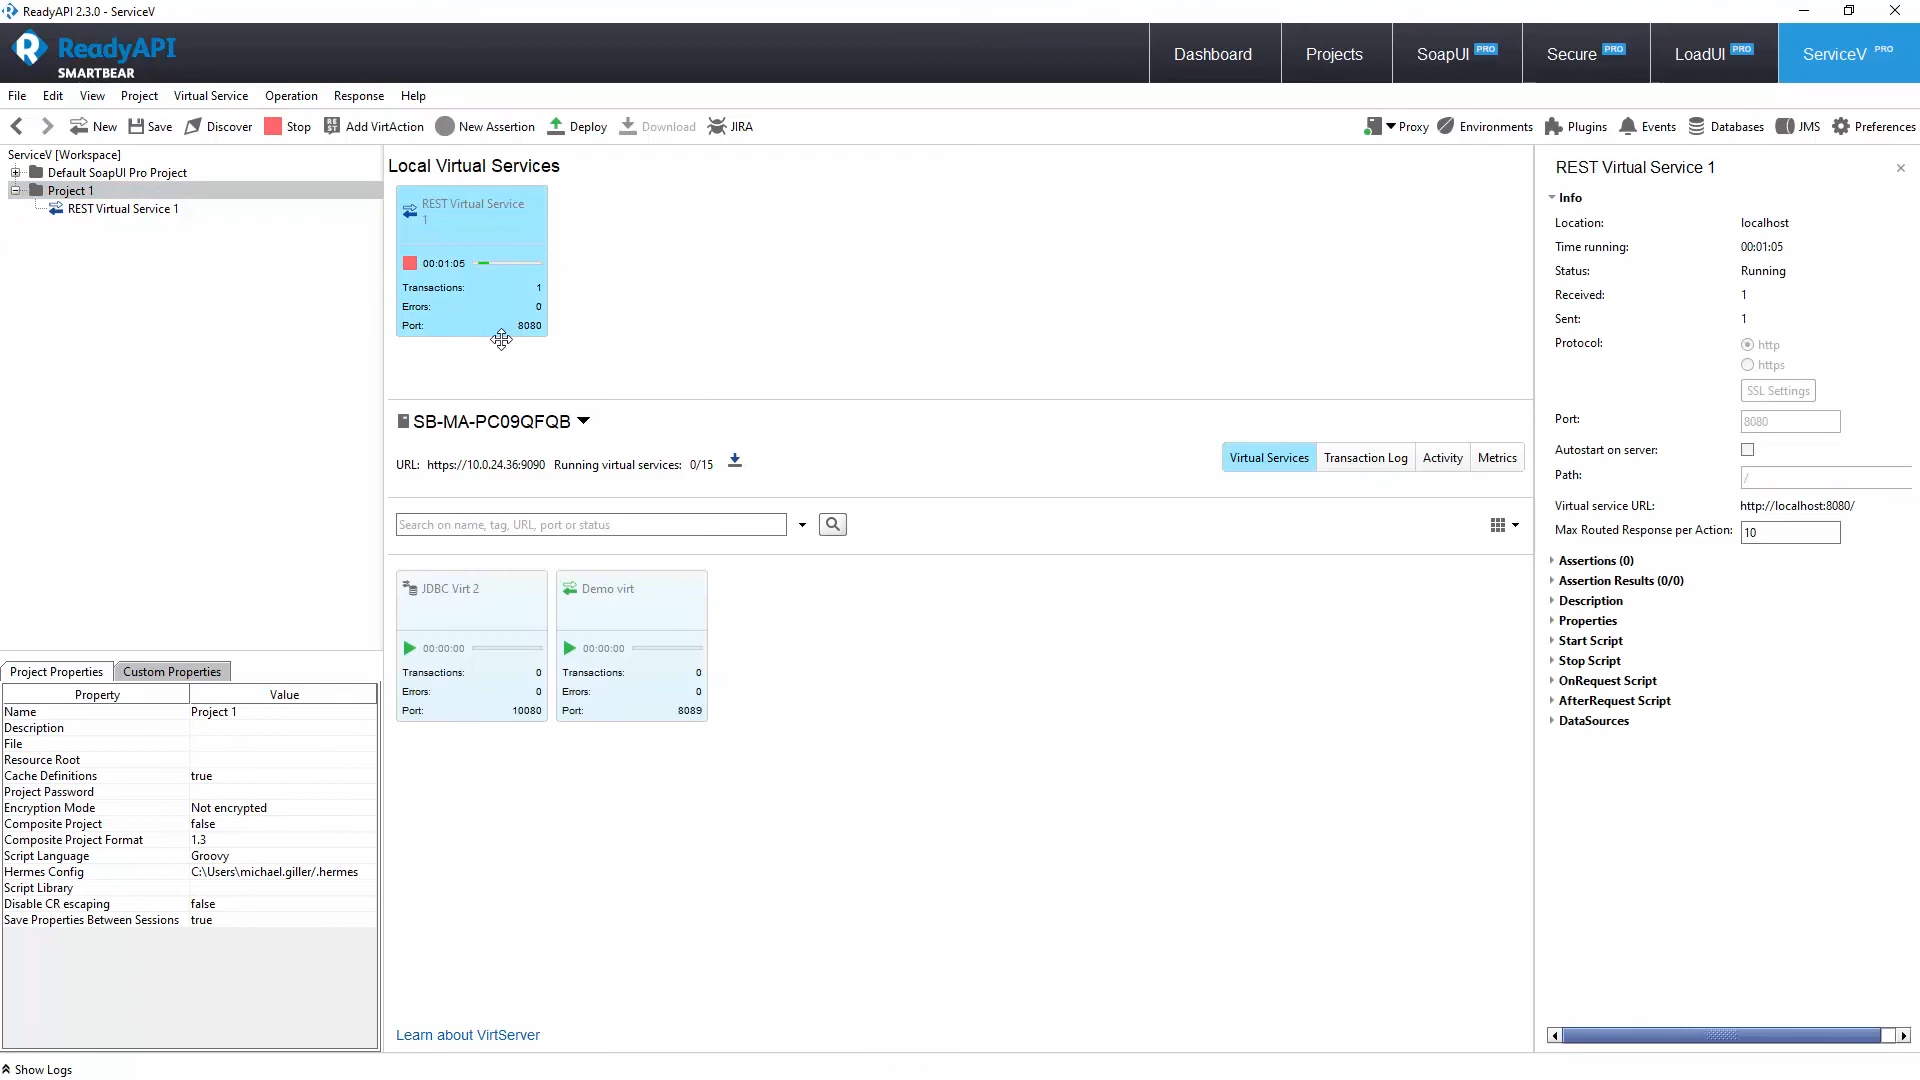 ReadyAPI 2.3.0 - ServiceV
ReadyAPI
SMARTBEAR
Dashboard Projects SoapUI PRO Secure PRO LoadUI PRO ServiceV PRO
File Edit View Project Virtual Service Operation Response Help
New Save Discover Stop Add VirtAction New Assertion Deploy Download JIRA Proxy Environments Plugins Events Databases JMS Preferences
ServiceV [Workspace]
Default SoapUI Pro Project
Project 1
REST Virtual Service 1
Project Properties Custom Properties
Property Value
Name Project 1
Description
File
Resource Root
Cache Definitions true
Project Password
Encryption Mode Not encrypted
Composite Project false
Composite Project Format 1.3
Script Language Groovy
Hermes Config C:\Users\michael.giller/.hermes
Script Library
Disable CR escaping false
Save Properties Between Sessions true
Local Virtual Services
REST Virtual Service
1
00:01:05
Transactions: 1
Errors: 0
Port: 8080
SB-MA-PC09QFQB
URL: https://10.0.24.36:9090 Running virtual services: 0/15
Virtual Services Transaction Log Activity Metrics
Search on name, tag, URL, port or status
JDBC Virt 2
00:00:00
Transactions: 0
Errors: 0
Port: 10080
Demo virt
00:00:00
Transactions: 0
Errors: 0
Port: 8089
Learn about VirtServer
REST Virtual Service 1
Info
Location: localhost
Time running: 00:01:05
Status: Running
Received: 1
Sent: 1
Protocol: http
https
SSL Settings
Port: 8080
Autostart on server:
Path: /
Virtual service URL: http://localhost:8080/
Max Routed Response per Action: 10
Assertions (0)
Assertion Results (0/0)
Description
Properties
Start Script
Stop Script
OnRequest Script
AfterRequest Script
DataSources
Show Logs